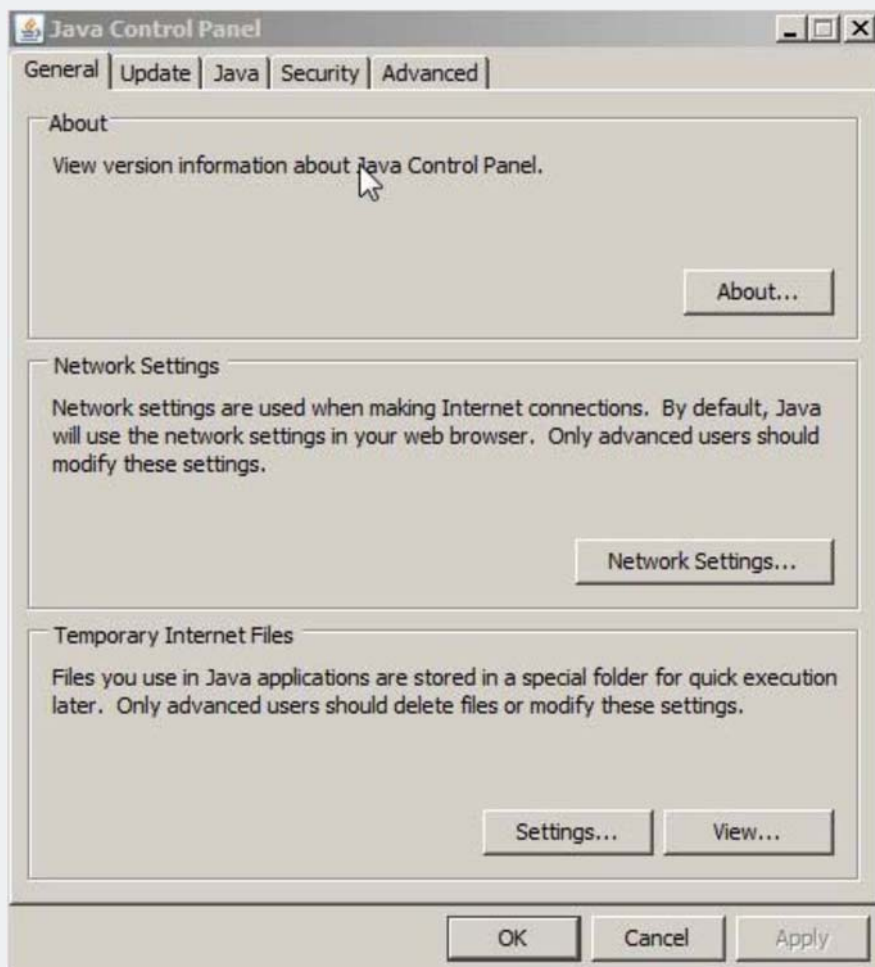 Java Control Panel
General
Update
Java
Security
Advanced
About
View version information about Java Control Panel.
About...
Network Settings
Network settings are used when making Internet connections.  By default, Java
will use the network settings in your web browser.  Only advanced users should
modify these settings.
Network Settings...
Temporary Internet Files
Files you use in Java applications are stored in a special folder for quick execution
later.  Only advanced users should delete files or modify these settings.
Settings...
View...
OK
Cancel
Apply